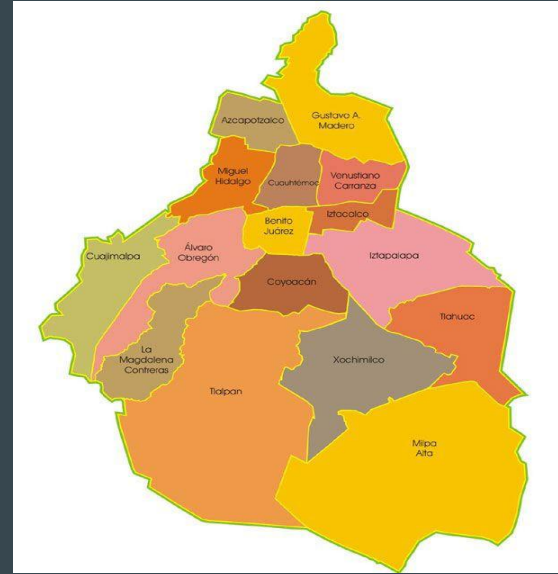 Azcapotzalco
Gustavo A.
Madero
Miguel
Hidalgo
Cuauhtémoc
Venustiano
Carranza
Iztacalco
Benito
Juárez
Cuajimalpa
Álvaro
Obregón
Iztapalapa
Coyoacán
Tlahuac
La
Magdalena
Contreras
Xochimilco
Tlalpan
Milpa
Alta